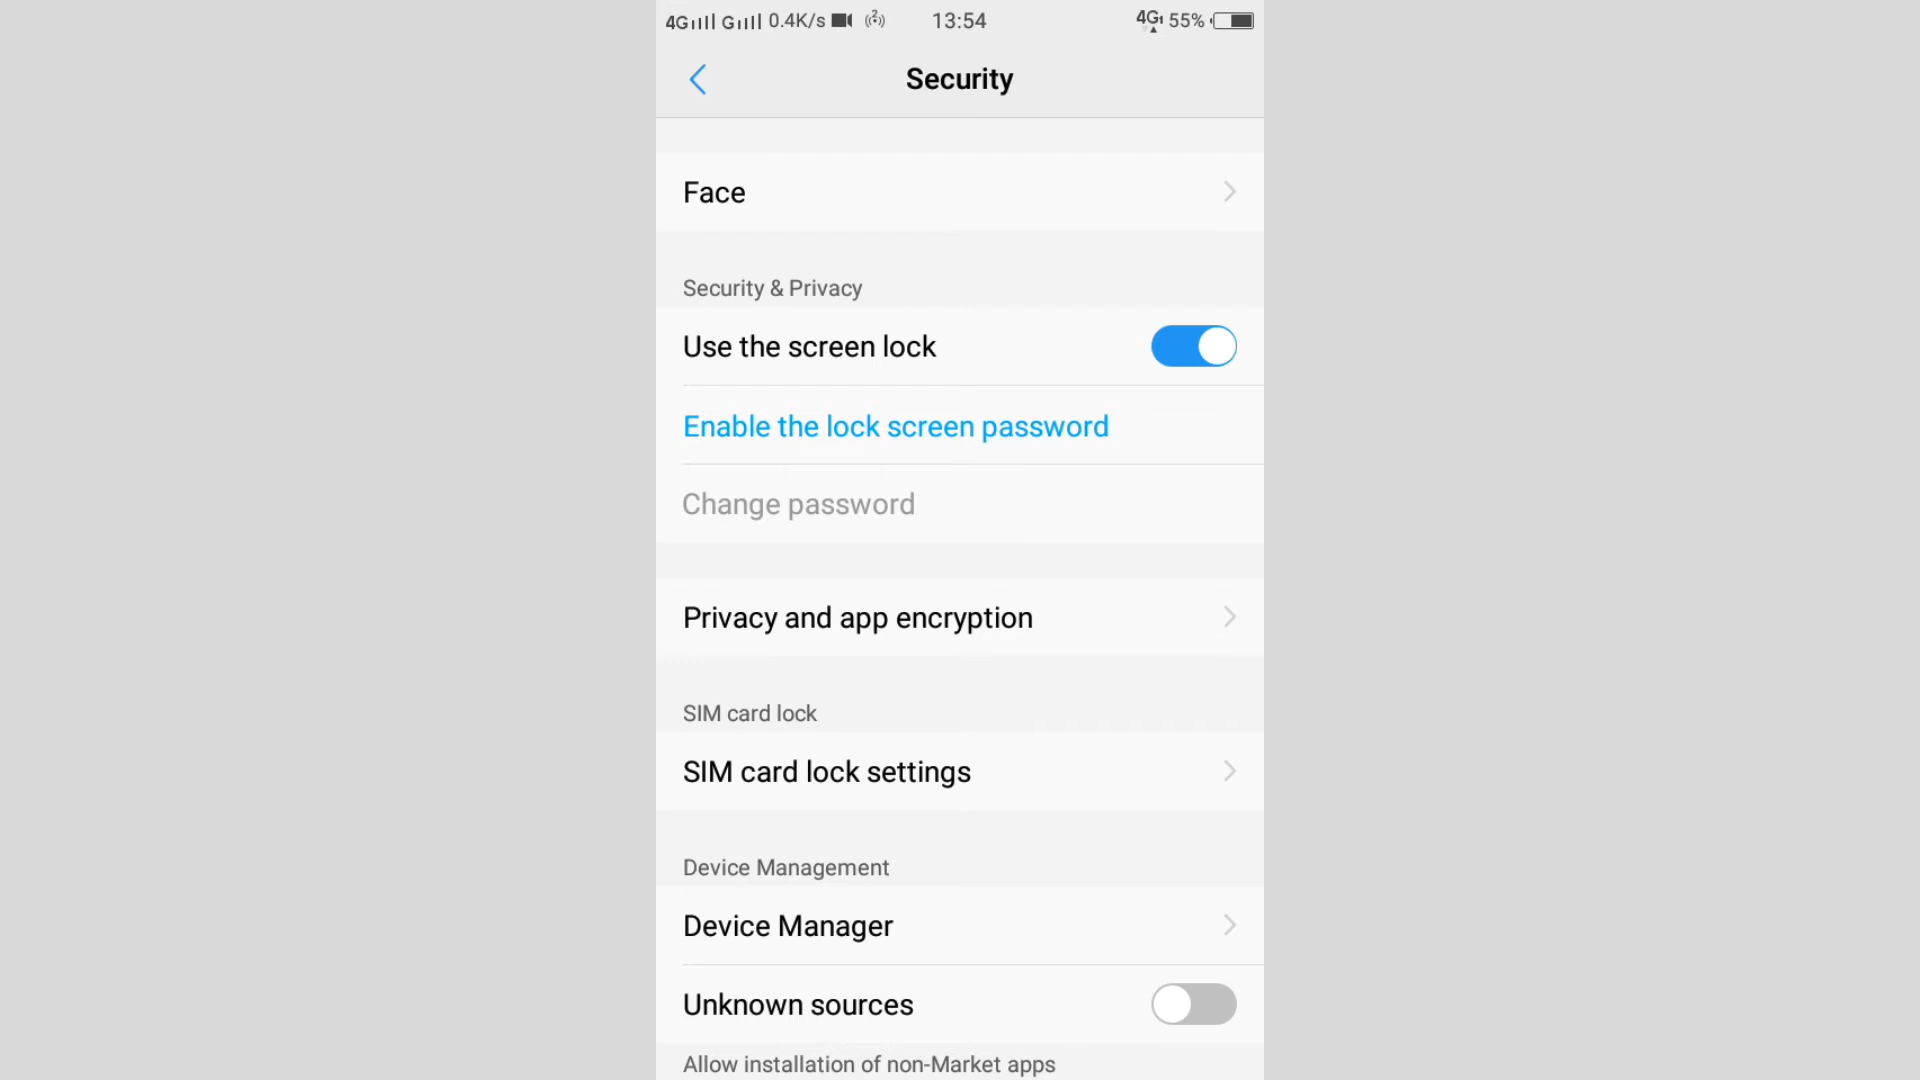 4G G 0.4K/s 2 13:54 4G 55%
Security
Face
Security & Privacy
Use the screen lock
Enable the lock screen password
Change password
Privacy and app encryption
SIM card lock
SIM card lock settings
Device Management
Device Manager
Unknown sources
Allow installation of non-Market apps